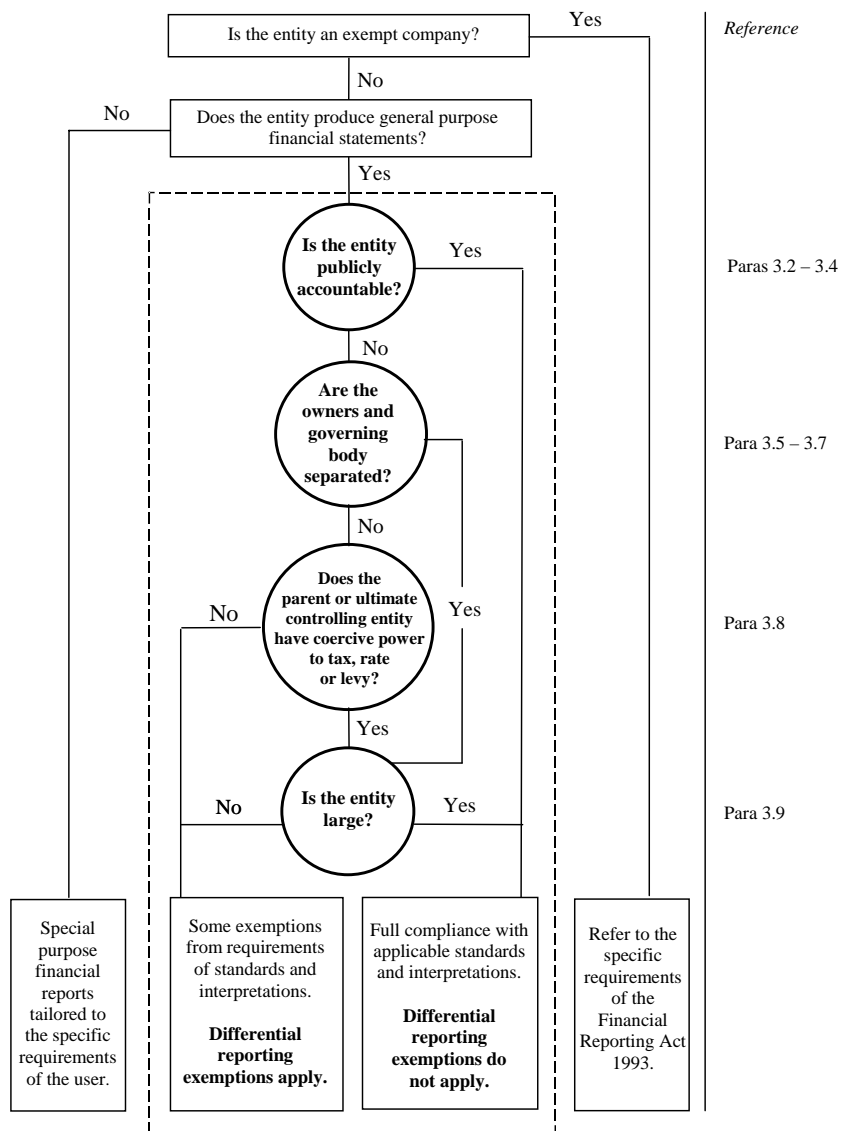 Is the entity an exempt company?
Yes
Reference
No
No
Does the entity produce general purpose
financial statements?
Yes
Is the entity
publicly
accountable?
Yes
Paras 3.2 – 3.4
No
Are the
owners and
governing
body
separated?
Para 3.5 – 3.7
No
Does the
parent or ultimate
controlling entity
have coercive power
to tax, rate
or levy?
No
Yes
Para 3.8
Yes
Is the entity
large?
No
Yes
Para 3.9
Special
purpose
financial
reports
tailored to
the specific
requirements
of the user.
Some exemptions
from requirements
of standards and
interpretations.
Differential
reporting
exemptions apply.
Full compliance with
applicable standards
and interpretations.
Differential
reporting
exemptions do
not apply.
Refer to the
specific
requirements
of the
Financial
Reporting Act
1993.